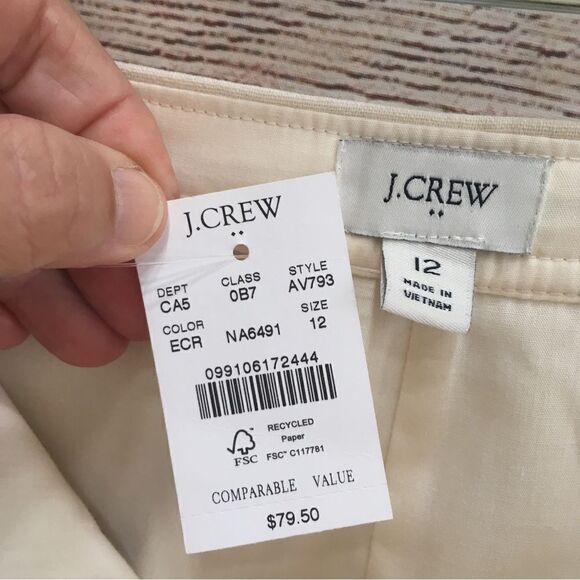 J.CREW
DEPT CLASS STYLE
CA5 0B7 AV793
COLOR SIZE
ECR NA6491 12
099106172444
RECYCLED
Paper
FSC FSC™ C117781
COMPARABLE VALUE
$79.50
J.CREW
12
MADE IN
VIETNAM